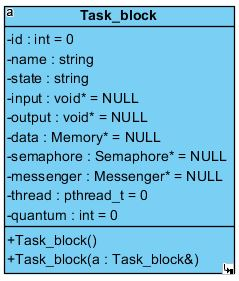 a
Task_block
-id : int = 0
-name : string
-state : string
-input : void* = NULL
-output : void* = NULL
-data : Memory* = NULL
-semaphore : Semaphore* = NULL
-messenger : Messenger* = NULL
-thread : pthread_t = 0
-quantum : int = 0
+Task_block()
+Task_block(a : Task_block&)